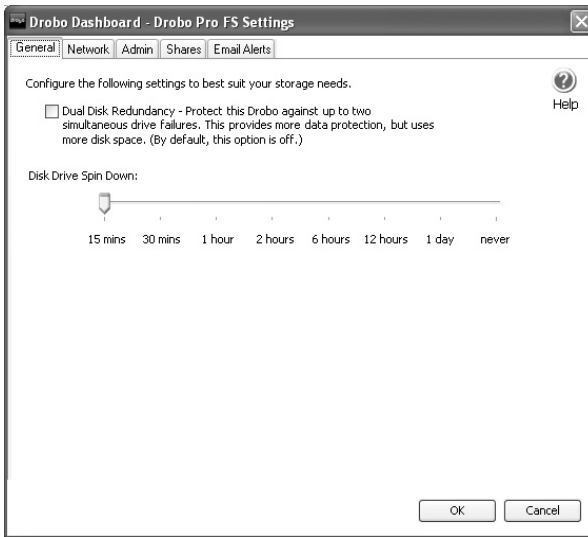 Drobo Dashboard - Drobo Pro FS Settings
General Network Admin Shares Email Alerts
Configure the following settings to best suit your storage needs.
Help
Dual Disk Redundancy - Protect this Drobo against up to two
simultaneous drive failures. This provides more data protection, but uses
more disk space. (By default, this option is off.)
Disk Drive Spin Down:
15 mins 30 mins 1 hour 2 hours 6 hours 12 hours 1 day never
OK Cancel